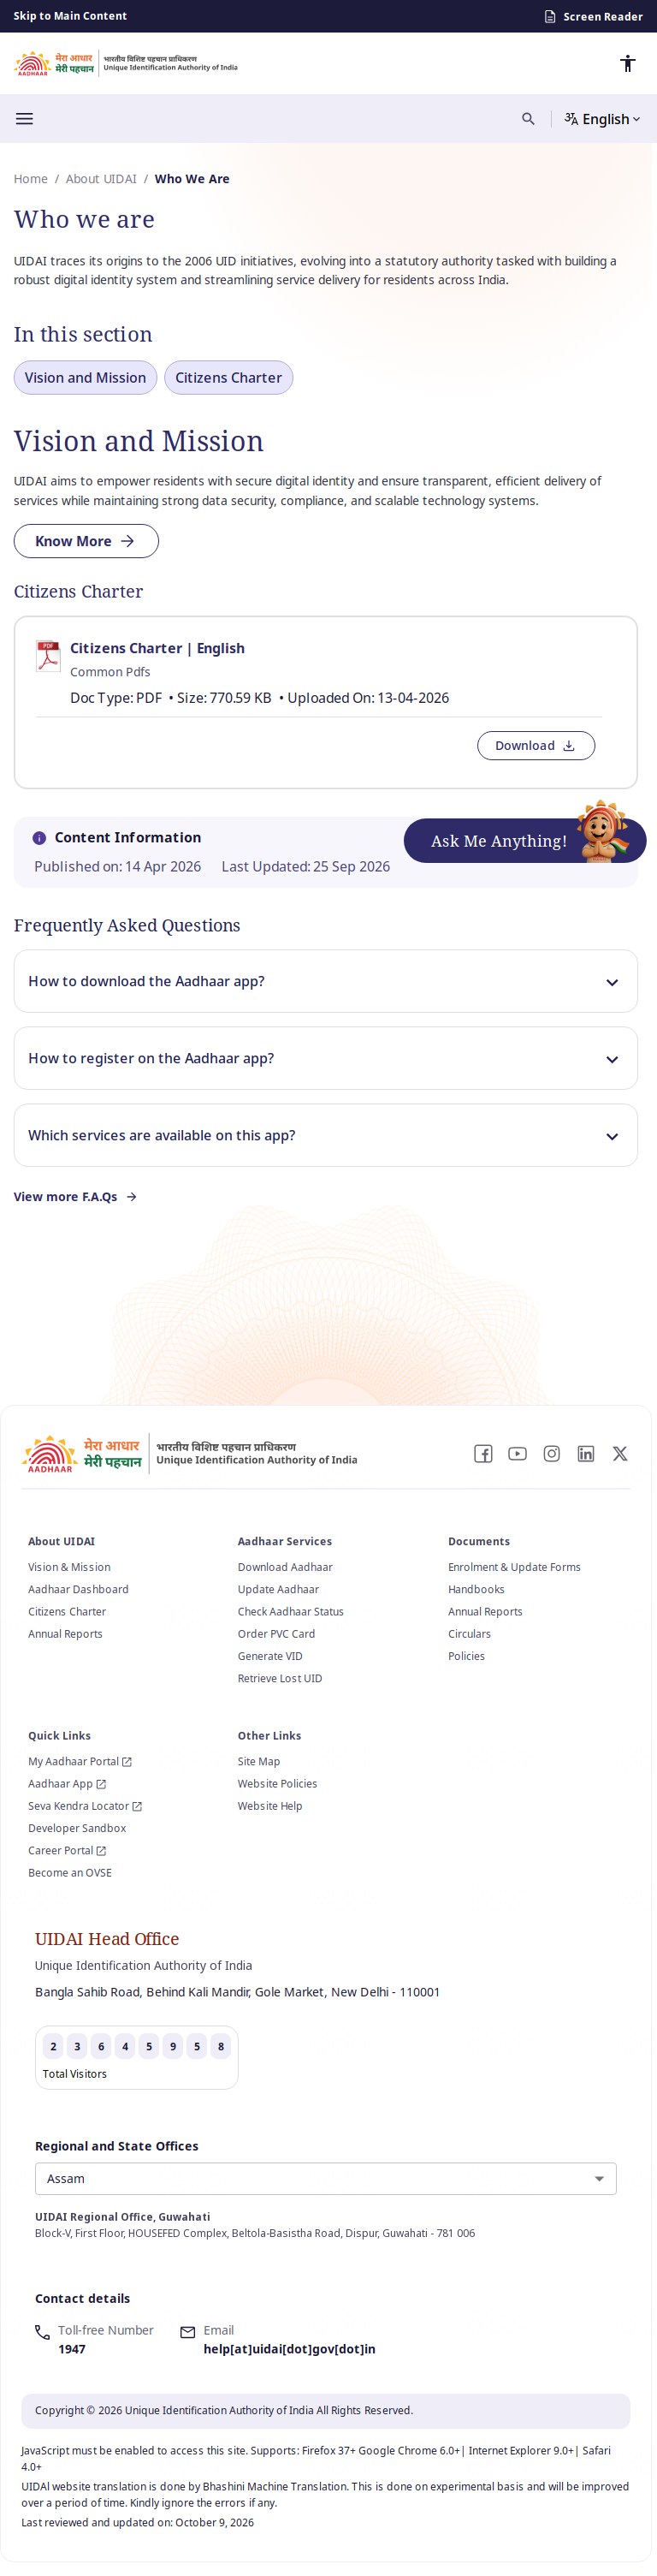 Skip to Main Content
Screen Reader
मेरा आधार
मेरी पहचान
AADHAAR
भारतीय विशिष्ट पहचान प्राधिकरण
Unique Identification Authority of India
English
Home / About UIDAI / Who We Are
Who we are
UIDAI traces its origins to the 2006 UID initiatives, evolving into a statutory authority tasked with building a
robust digital identity system and streamlining service delivery for residents across India.
In this section
Vision and Mission
Citizens Charter
Vision and Mission
UIDAI aims to empower residents with secure digital identity and ensure transparent, efficient delivery of
services while maintaining strong data security, compliance, and scalable technology systems.
Know More
Citizens Charter
PDF
Citizens Charter | English
Common Pdfs
Doc Type: PDF • Size: 770.59 KB • Uploaded On: 13-04-2026
Download
Content Information
Published on: 14 Apr 2026 Last Updated: 25 Sep 2026
Ask Me Anything!
Frequently Asked Questions
How to download the Aadhaar app?
How to register on the Aadhaar app?
Which services are available on this app?
View more F.A.Qs
मेरा आधार
मेरी पहचान
AADHAAR
भारतीय विशिष्ट पहचान प्राधिकरण
Unique Identification Authority of India
About UIDAI
Vision & Mission
Aadhaar Dashboard
Citizens Charter
Annual Reports
Aadhaar Services
Download Aadhaar
Update Aadhaar
Check Aadhaar Status
Order PVC Card
Generate VID
Retrieve Lost UID
Documents
Enrolment & Update Forms
Handbooks
Annual Reports
Circulars
Policies
Quick Links
My Aadhaar Portal
Aadhaar App
Seva Kendra Locator
Developer Sandbox
Career Portal
Become an OVSE
Other Links
Site Map
Website Policies
Website Help
UIDAI Head Office
Unique Identification Authority of India
Bangla Sahib Road, Behind Kali Mandir, Gole Market, New Delhi - 110001
2 3 6 4 5 9 5 8
Total Visitors
Regional and State Offices
Assam
UIDAI Regional Office, Guwahati
Block-V, First Floor, HOUSEFED Complex, Beltola-Basistha Road, Dispur, Guwahati - 781 006
Contact details
Toll-free Number
1947
Email
help[at]uidai[dot]gov[dot]in
Copyright © 2026 Unique Identification Authority of India All Rights Reserved.
JavaScript must be enabled to access this site. Supports: Firefox 37+ Google Chrome 6.0+| Internet Explorer 9.0+| Safari
4.0+
UIDAI website translation is done by Bhashini Machine Translation. This is done on experimental basis and will be improved
over a period of time. Kindly ignore the errors if any.
Last reviewed and updated on: October 9, 2026